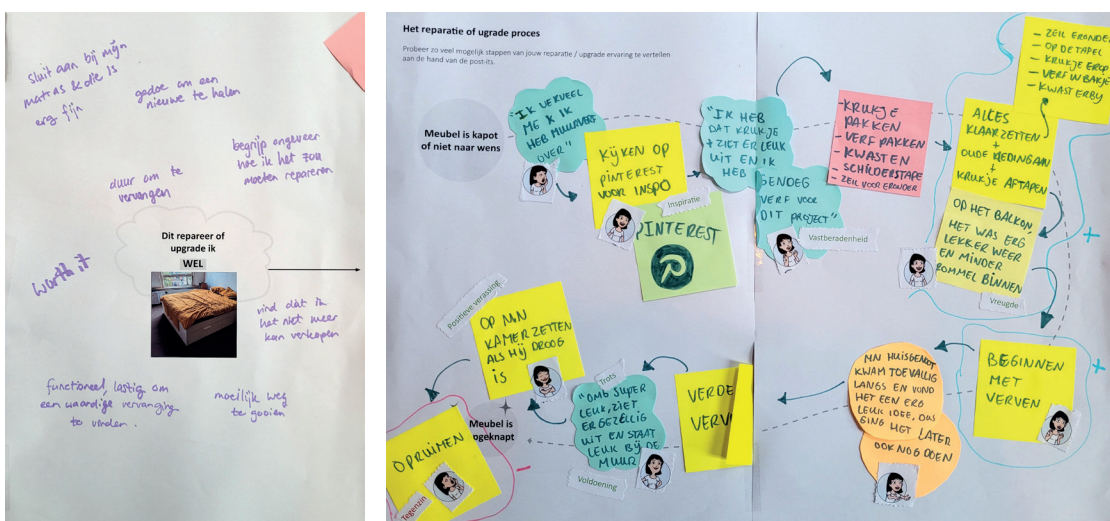 sluit aan bij mijn
matras & die is
erg fijn
gedoe om een
nieuwe te halen
begrijp ongeveer
hoe ik het zou
moeten repareren
duur om te
vervangen
Dit repareer of
upgrade ik
WEL
worth it
vind dat ik
het niet meer
kan verkopen
functioneel, lastig om
een waardige vervanging
te vinden.
moeilijk weg
te gooien
Het reparatie of ugrade proces
Probeer zo veel mogelijk stappen van jouw reparatie / upgrade ervaring te vertellen
aan de hand van de post-its.
Meubel is kapot
of niet naar wens
"IK VERVEEL
ME & IK
HEB MUURVERF
OVER"
KIJKEN OP
PINTEREST
VOOR INSPO
Inspiratie
PINTEREST
"IK HEB
DAT KRUKJE
+ ZIET ER LEUK
UIT EN IK
HEB
GENOEG
VERF VOOR
DIT PROJECT"
Vastberadenheid
-KRUKJE
PAKKEN
- VERF PAKKEN
- KWASTEN
- SCHILDERSTAPE
- ZEIL VOOR ERONDER
- ZEIL ERONDER
- OP DE TAFEL
- KRUKJE EROP
- VERF IN BAKJE
- KWAST ERBY
ALLES
KLAARZETTEN
+
OUDE KLEDING AAN
+
KRUKJE AFTAPEN
OP HET BALKON,
HET WAS ERG
LEKKER WEER
EN MINDER
ROMMEL BINNEN
Vreugde
+
BEGINNEN
MET
VERVEN
+
MN HUISGENOOT
KWAM TOEVALLIG
LANGS EN VOND
HET EEN ERG
LEUK IDEE, DUS
GING HET LATER
OOK NOG DOEN
VERDE
VERV
Trots
"OMG SUPER
LEUK, ZIET
ER GEZELLIG
UIT EN STAAT
LEUK BIJ DE
MUUR
Voldoening
Positieve verassing
OP MN
KAMER ZETTEN
ALS HIJ DROOG
IS
Meubel is
pgeknapt
OPRUIMEN
Tegenzin
-